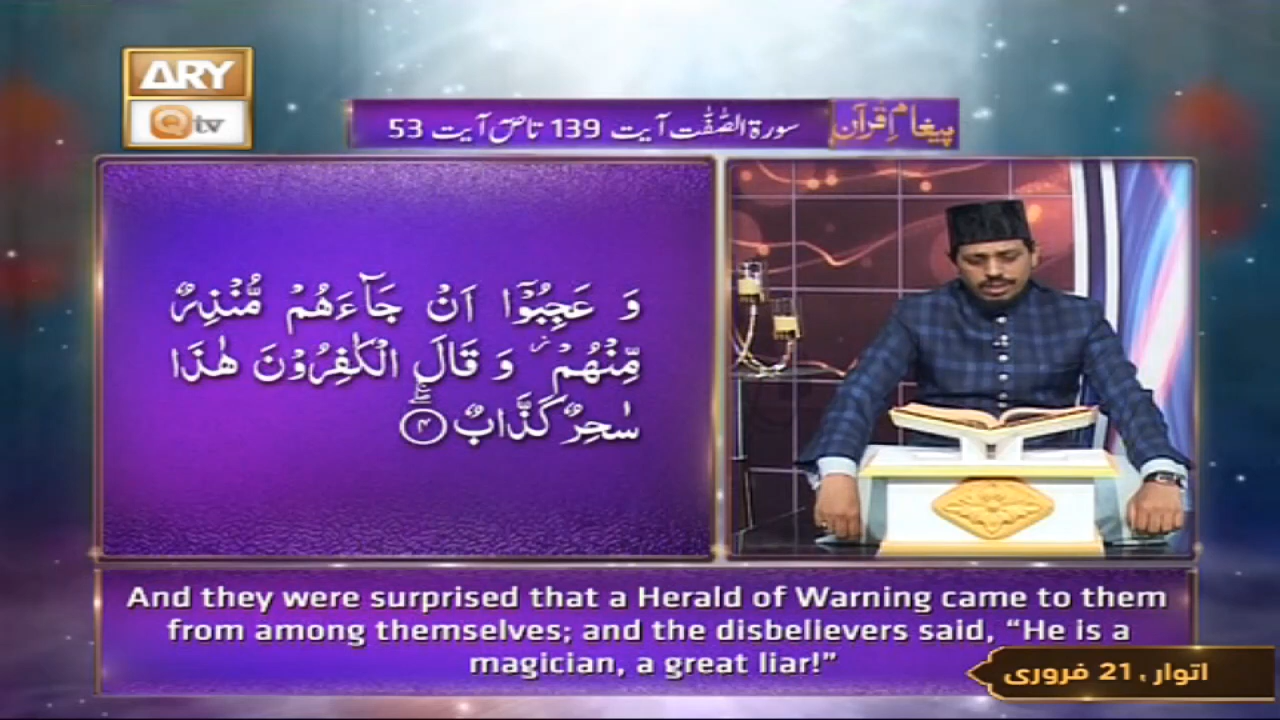 ARY
Qtv
سورۃ الصّٰفّٰت آیت 139 تا صٓ آیت 53
پیغام قرآن
وَ عَجِبُوْۤا اَنْ جَآءَهُمْ مُّنْذِرٌ
مِّنْهُمْ ؗ وَ قَالَ الْكٰفِرُوْنَ هٰذَا
سٰحِرٌ كَذَّابٌ ۴
And they were surprised that a Herald of Warning came to them
from among themselves; and the disbelievers said, “He is a
magician, a great liar!”
اتوار، 21 فروری